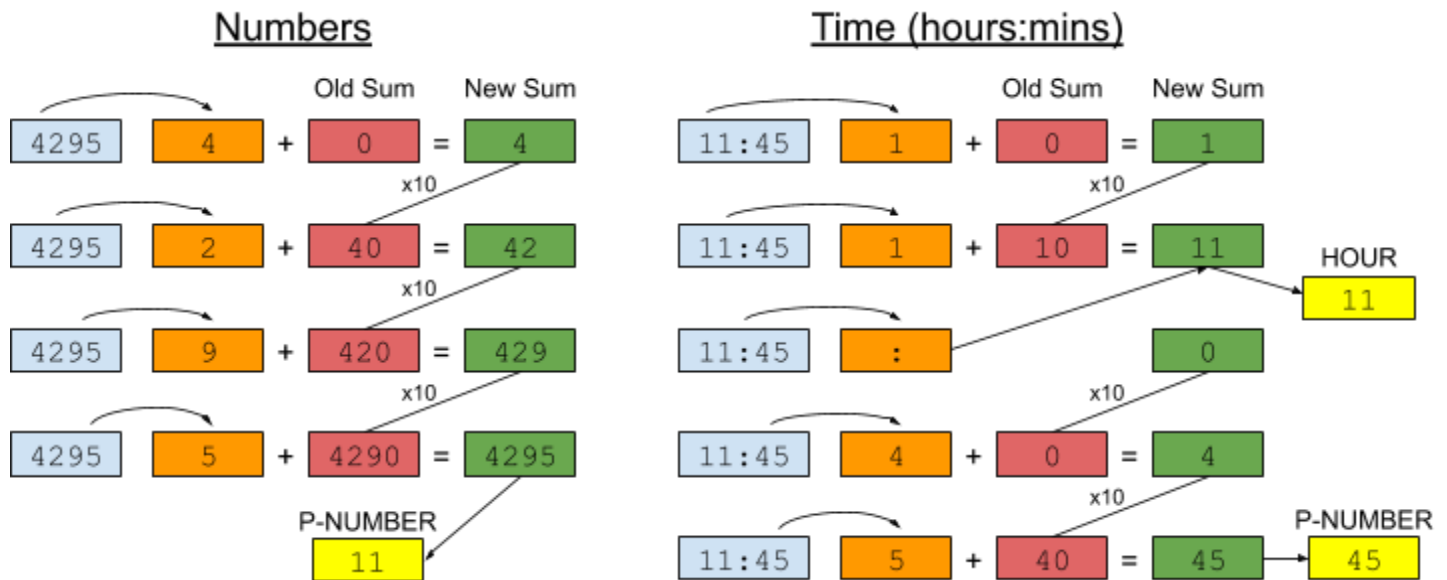 Numbers
Old Sum New Sum
4295 4 + 0 = 4
x10
4295 2 + 40 = 42
x10
4295 9 + 420 = 429
x10
4295 5 + 4290 = 4295
P-NUMBER
11
Time (hours:mins)
Old Sum New Sum
11:45 1 + 0 = 1
x10
11:45 1 + 10 = 11
HOUR
11
11:45 : 0
x10
11:45 4 + 0 = 4
x10
P-NUMBER
11:45 5 + 40 = 45 45